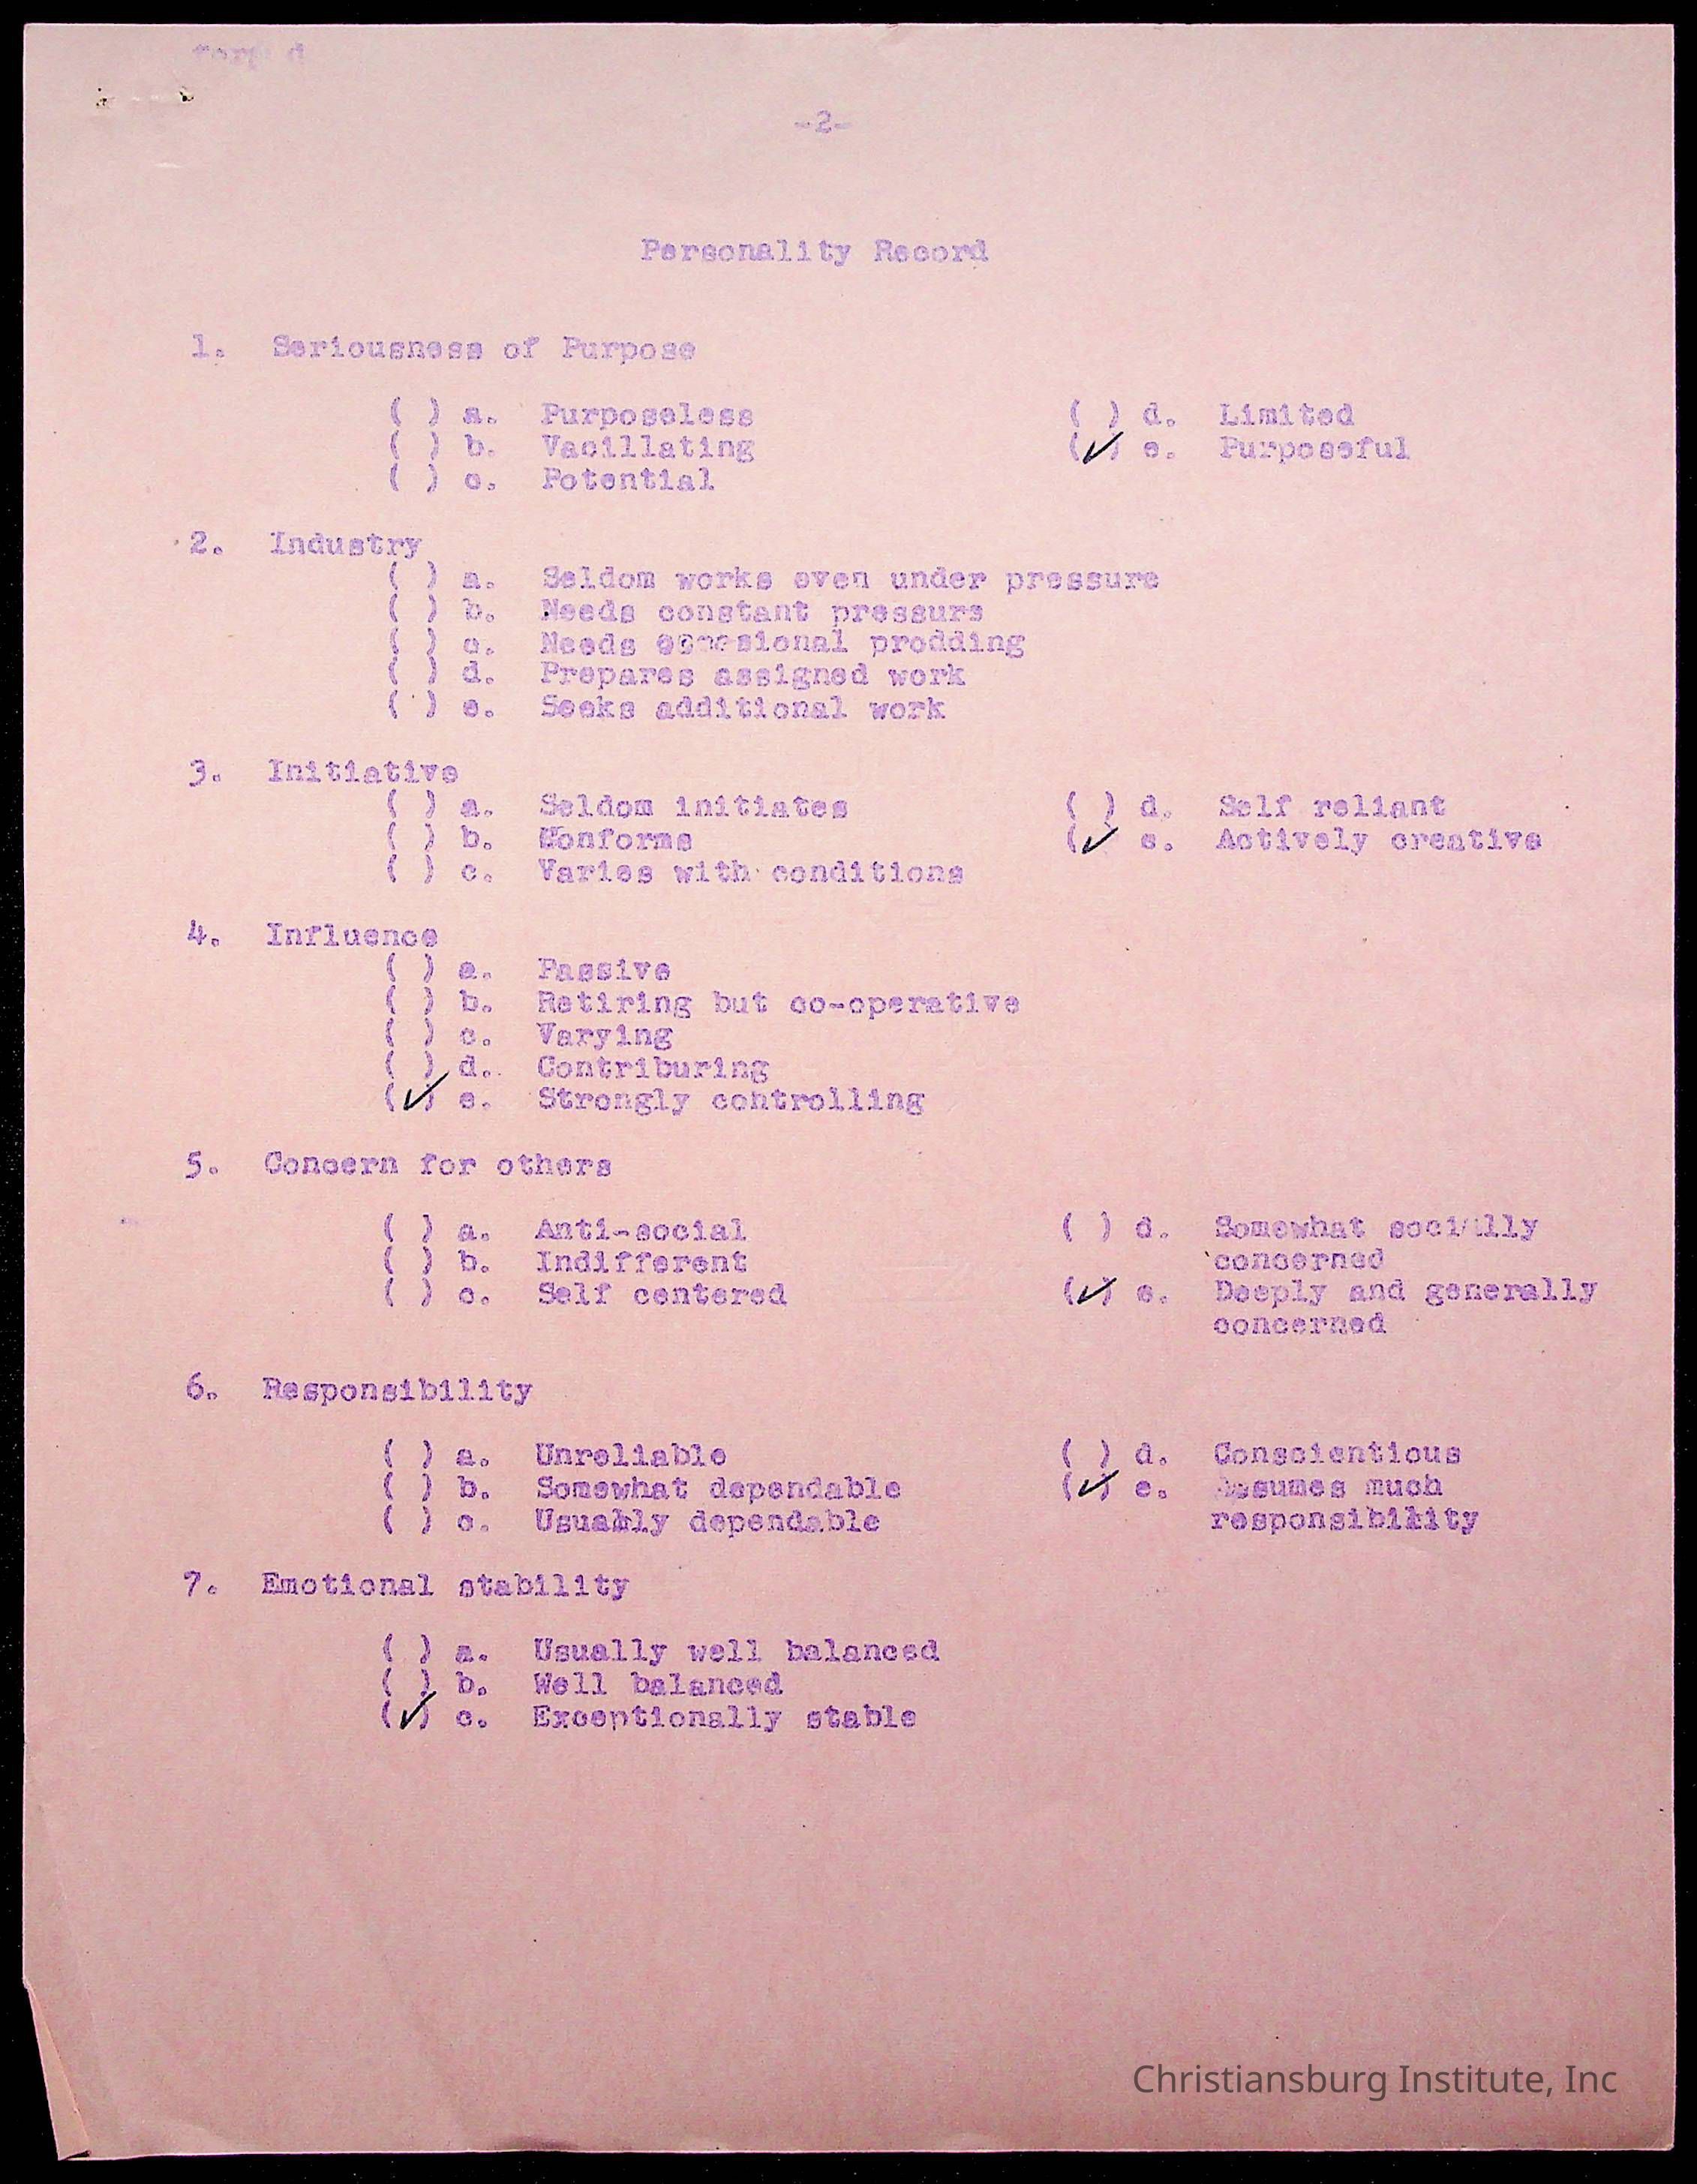 -2-
Personality Record
1. Seriousness of Purpose
( ) a. Purposeless ( ) d. Limited
( ) b. Vacillating (✓) e. Purposeful
( ) c. Potential
2. Industry
( ) a. Seldom works even under pressure
( ) b. Needs constant pressure
( ) c. Needs occasional prodding
( ) d. Prepares assigned work
( ) e. Seeks additional work
3. Initiative
( ) a. Seldom initiates ( ) d. Self reliant
( ) b. Conforms (✓) e. Actively creative
( ) c. Varies with conditions
4. Influence
( ) a. Passive
( ) b. Retiring but co-operative
( ) c. Varying
( ) d. Contriburing
(✓) e. Strongly controlling
5. Concern for others
( ) a. Anti-social ( ) d. Somewhat socially
( ) b. Indifferent concerned
( ) c. Self centered (✓) e. Deeply and generally
concerned
6. Responsibility
( ) a. Unreliable ( ) d. Conscientious
( ) b. Somewhat dependable (✓) e. Assumes much
( ) c. Usually dependable responsibility
7. Emotional stability
( ) a. Usually well balanced
( ) b. Well balanced
(✓) c. Exceptionally stable
Christiansburg Institute, Inc